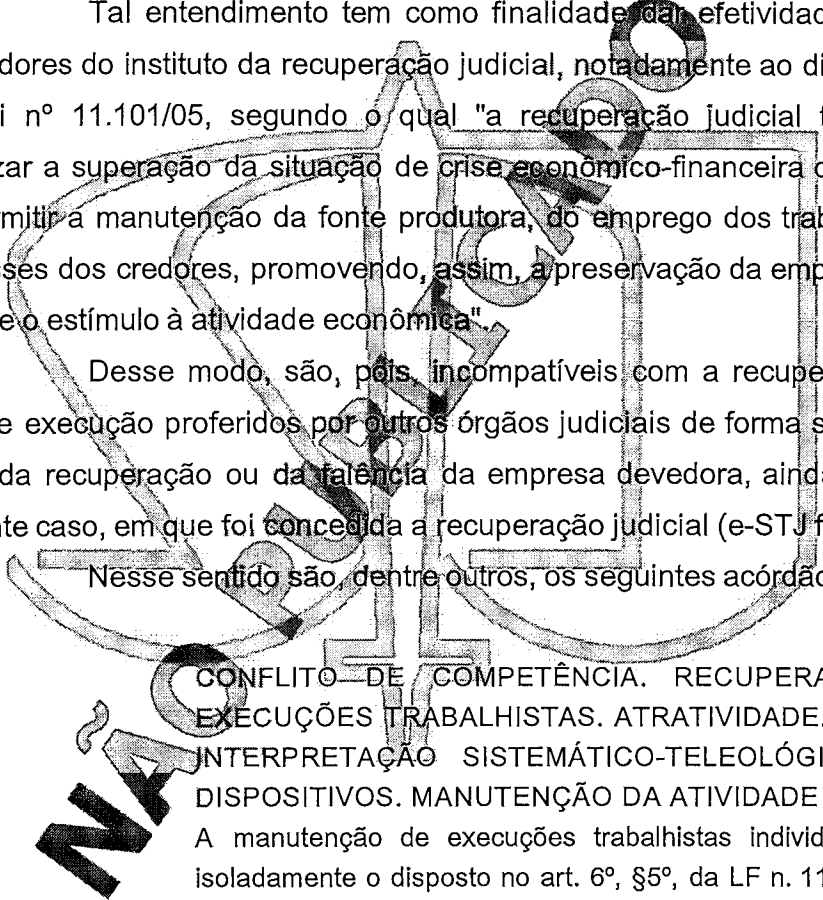 Tal entendimento tem como finalidade dar efetividad
dores do instituto da recuperação judicial, notadamente ao di
i nº 11.101/05, segundo o qual "a recuperação judicial t
zar a superação da situação de crise econômico-financeira d
rmitir a manutenção da fonte produtora, do emprego dos trab
sses dos credores, promovendo, assim, a preservação da emp
e o estímulo à atividade econômica".
Desse modo, são, pois, incompatíveis com a recupe
e execução proferidos por outros órgãos judiciais de forma s
da recuperação ou da falência da empresa devedora, aind
nte caso, em que foi concedida a recuperação judicial (e-STJ f
Nesse sentido são, dentre outros, os seguintes acórdão
CONFLITO DE COMPETÊNCIA. RECUPERA
EXECUÇÕES TRABALHISTAS. ATRATIVIDADE.
INTERPRETAÇÃO SISTEMÁTICO-TELEOLÓGI
DISPOSITIVOS. MANUTENÇÃO DA ATIVIDADE
A manutenção de execuções trabalhistas individ
isoladamente o disposto no art. 6º, §5º, da LF n. 11
NÃO PUBLICADO